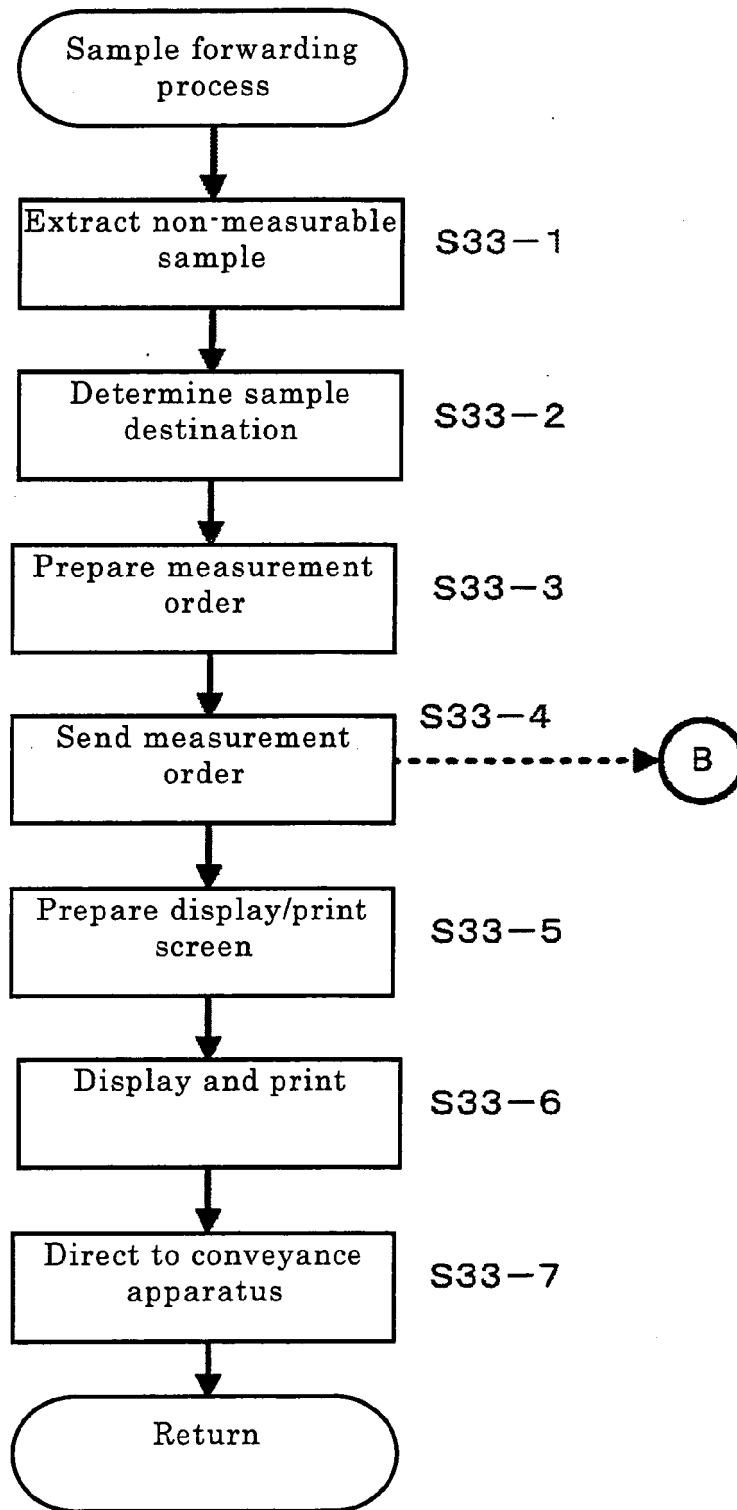 Sample forwarding
process
Extract non-measurable
sample
S33-1
Determine sample
destination
S33-2
Prepare measurement
order
S33-3
Send measurement
order
S33-4
B
Prepare display/print
screen
S33-5
Display and print
S33-6
Direct to conveyance
apparatus
S33-7
Return